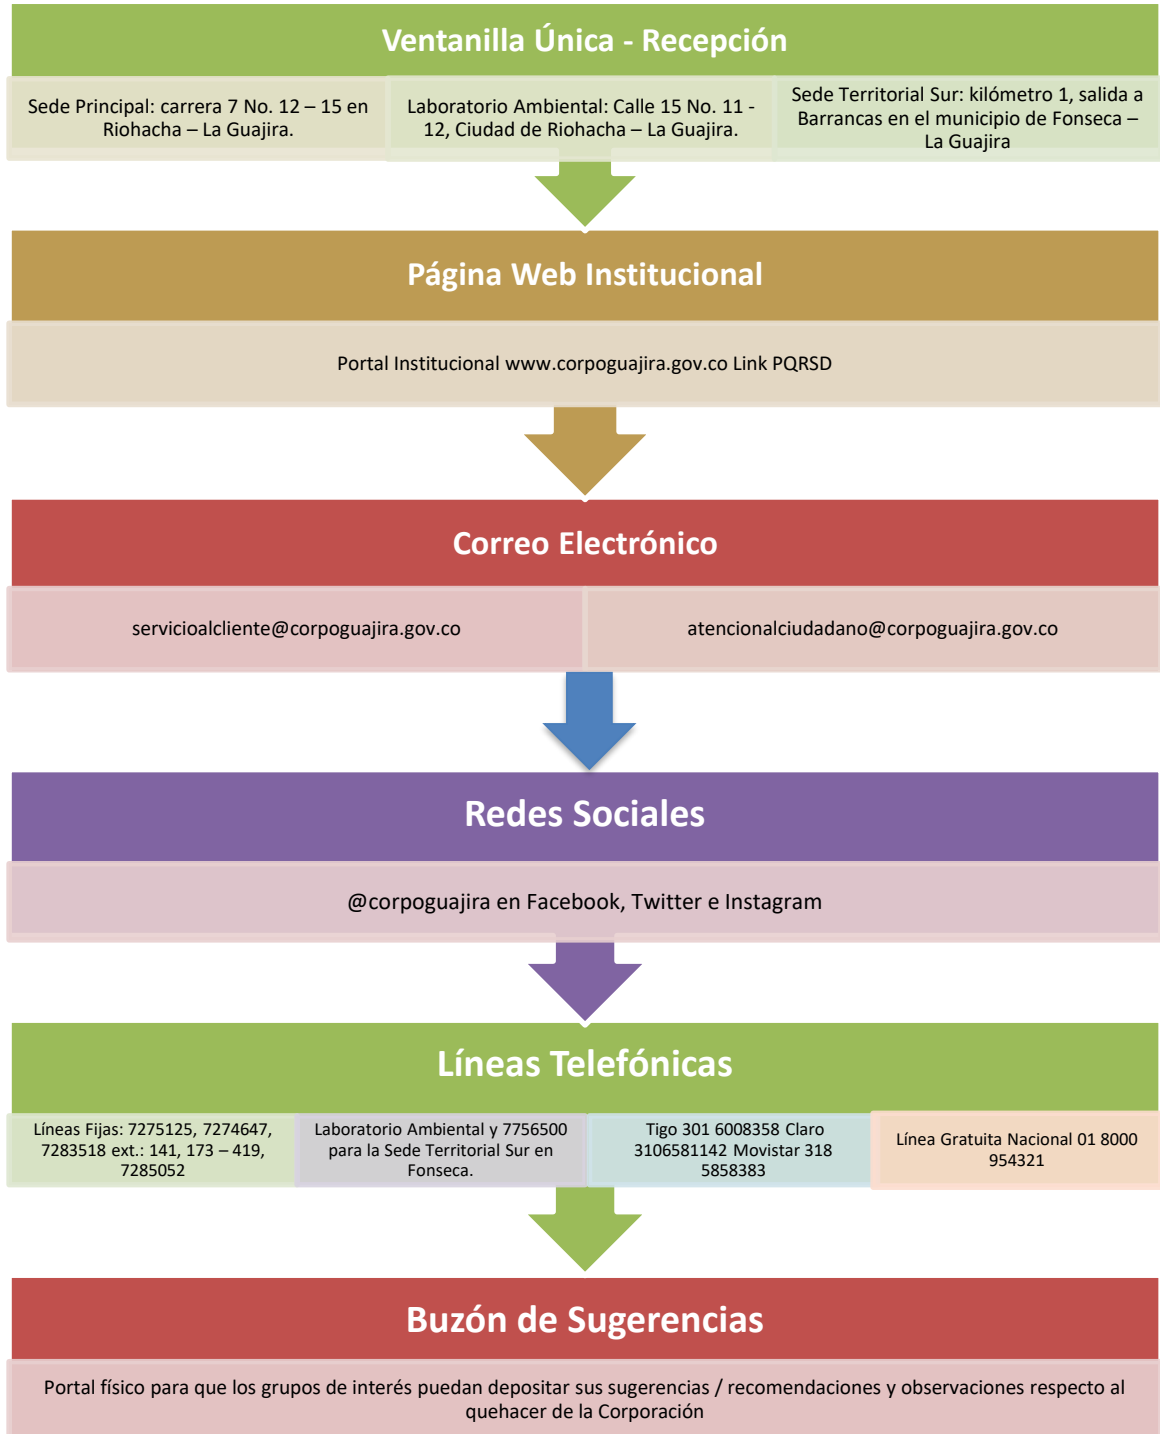 Ventanilla Única - Recepción
Sede Principal: carrera 7 No. 12 – 15 en
Riohacha – La Guajira.
Laboratorio Ambiental: Calle 15 No. 11 -
12, Ciudad de Riohacha – La Guajira.
Sede Territorial Sur: kilómetro 1, salida a
Barrancas en el municipio de Fonseca –
La Guajira
Página Web Institucional
Portal Institucional www.corpoguajira.gov.co Link PQRSD
Correo Electrónico
servicioalcliente@corpoguajira.gov.co
atencionalciudadano@corpoguajira.gov.co
Redes Sociales
@corpoguajira en Facebook, Twitter e Instagram
Líneas Telefónicas
Líneas Fijas: 7275125, 7274647,
7283518 ext.: 141, 173 – 419,
7285052
Laboratorio Ambiental y 7756500
para la Sede Territorial Sur en
Fonseca.
Tigo 301 6008358 Claro
3106581142 Movistar 318
5858383
Línea Gratuita Nacional 01 8000
954321
Buzón de Sugerencias
Portal físico para que los grupos de interés puedan depositar sus sugerencias / recomendaciones y observaciones respecto al
quehacer de la Corporación